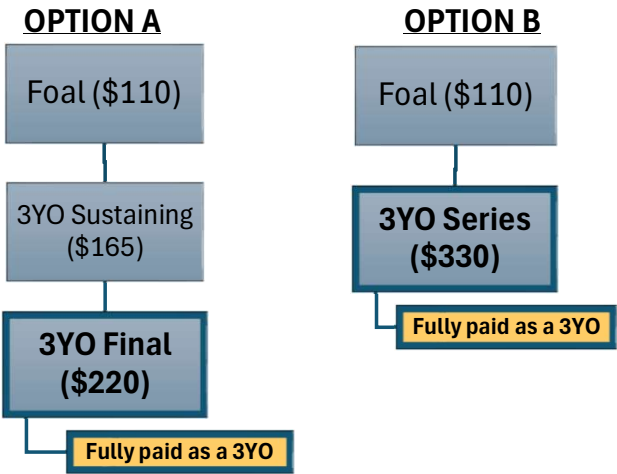 OPTION A
Foal ($110)
3YO Sustaining
($165)
3YO Final
($220)
Fully paid as a 3YO
OPTION B
Foal ($110)
3YO Series
($330)
Fully paid as a 3YO